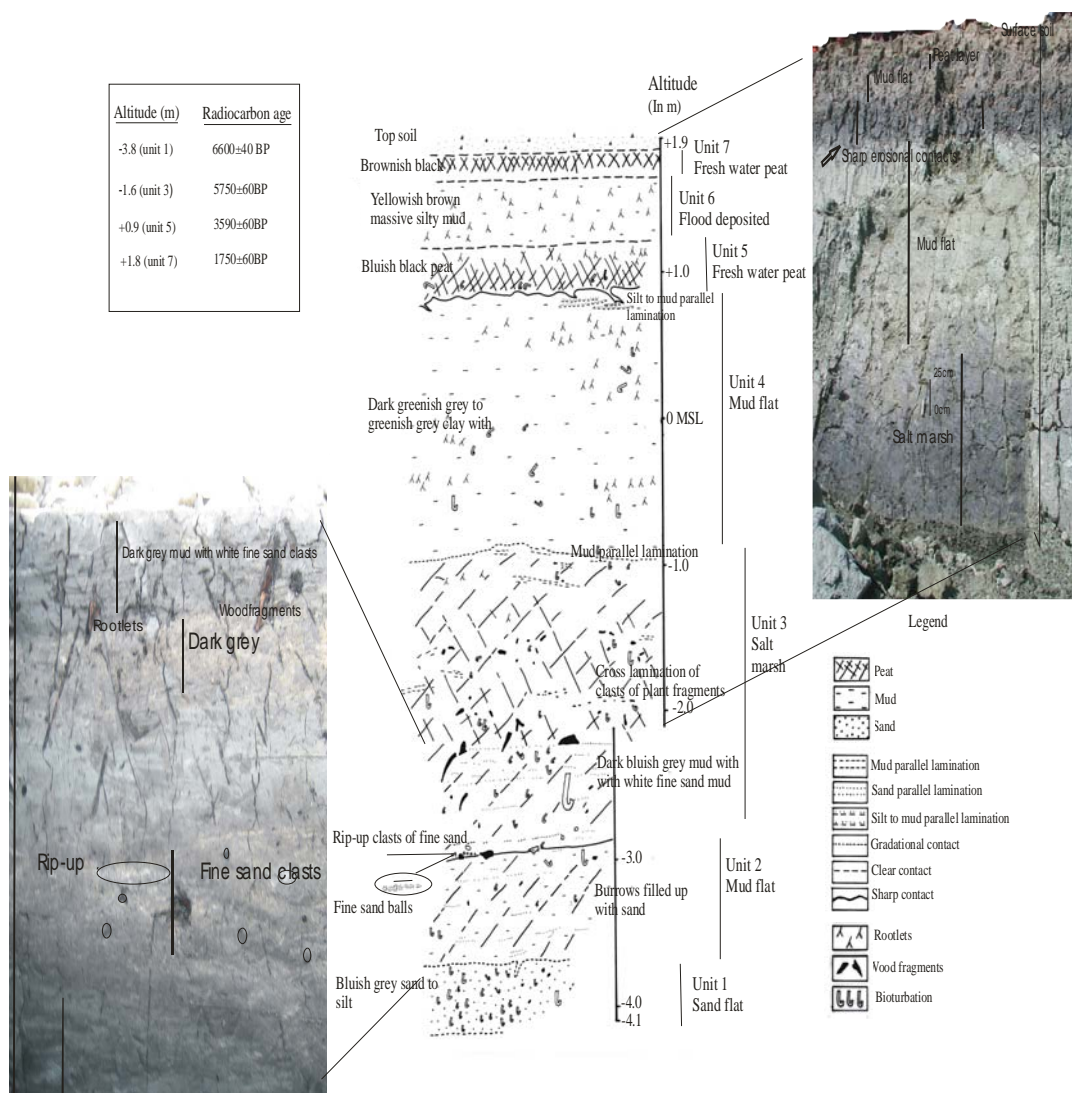 Altitude (m) Radiocarbon age
-3.8 (unit 1) 6600±40 BP
-1.6 (unit 3) 5750±60BP
+0.9 (unit 5) 3590±60BP
+1.8 (unit 7) 1750±60BP
Altitude
(In m)
Top soil
Brownish black
Yellowish brown
massive silty mud
Bluish black peat
Dark greenish grey to
greenish grey clay with
Rip-up clasts of fine sand
Fine sand balls
Bluish grey sand to
silt
Silt to mud parallel
lamination
Mud parallel lamination
Cross lamination of
clasts of plant fragments
Dark bluish grey mud with
with white fine sand mud
Burrows filled up
with sand
+1.9
+1.0
0 MSL
-1.0
-2.0
-3.0
-4.0
-4.1
Unit 7
Fresh water peat
Unit 6
Flood deposited
Unit 5
Fresh water peat
Unit 4
Mud flat
Unit 3
Salt
marsh
Unit 2
Mud flat
Unit 1
Sand flat
Surface soil
Peat layer
Mud flat
Sharp erosional contacts
Mud flat
25cm
0cm
Salt marsh
Dark grey mud with white fine sand clasts
Wood fragments
Rootlets
Dark grey
Rip-up
Fine sand clasts
Legend
Peat
Mud
Sand
Mud parallel lamination
Sand parallel lamination
Silt to mud parallel lamination
Gradational contact
Clear contact
Sharp contact
Rootlets
Wood fragments
Bioturbation